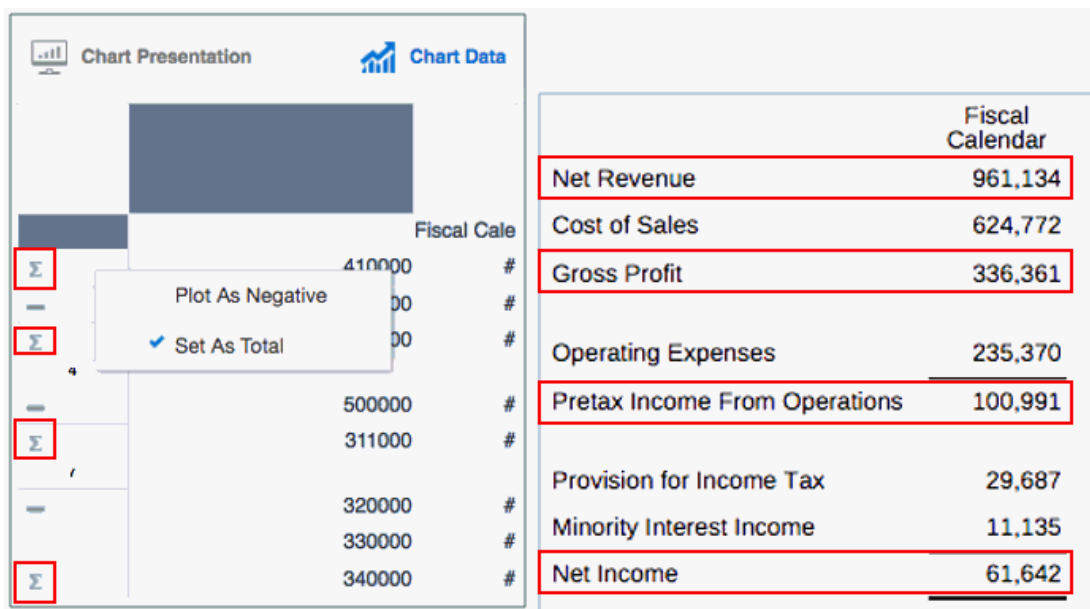 Chart Presentation
Chart Data
Fiscal Cale
Σ 410000 #
#
Plot As Negative
Σ #
Set As Total
4
500000 #
Σ 311000 #
320000 #
330000 #
Σ 340000 #
Fiscal
Calendar
Net Revenue 961,134
Cost of Sales 624,772
Gross Profit 336,361
Operating Expenses 235,370
Pretax Income From Operations 100,991
Provision for Income Tax 29,687
Minority Interest Income 11,135
Net Income 61,642